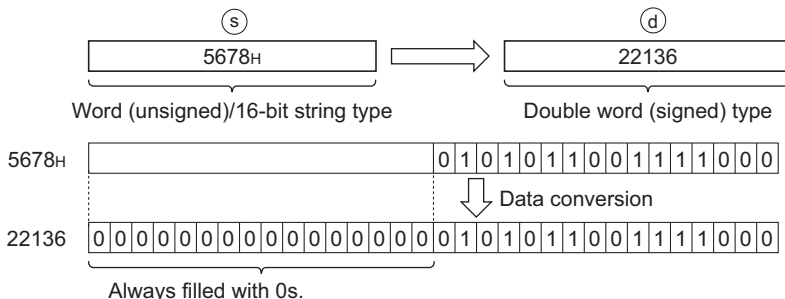 s d
5678H 22136
Word (unsigned)/16-bit string type Double word (signed) type
5678H 0 1 0 1 0 1 1 0 0 1 1 1 1 0 0 0
Data conversion
22136 0 0 0 0 0 0 0 0 0 0 0 0 0 0 0 0 0 1 0 1 0 1 1 0 0 1 1 1 1 0 0 0
Always filled with 0s.